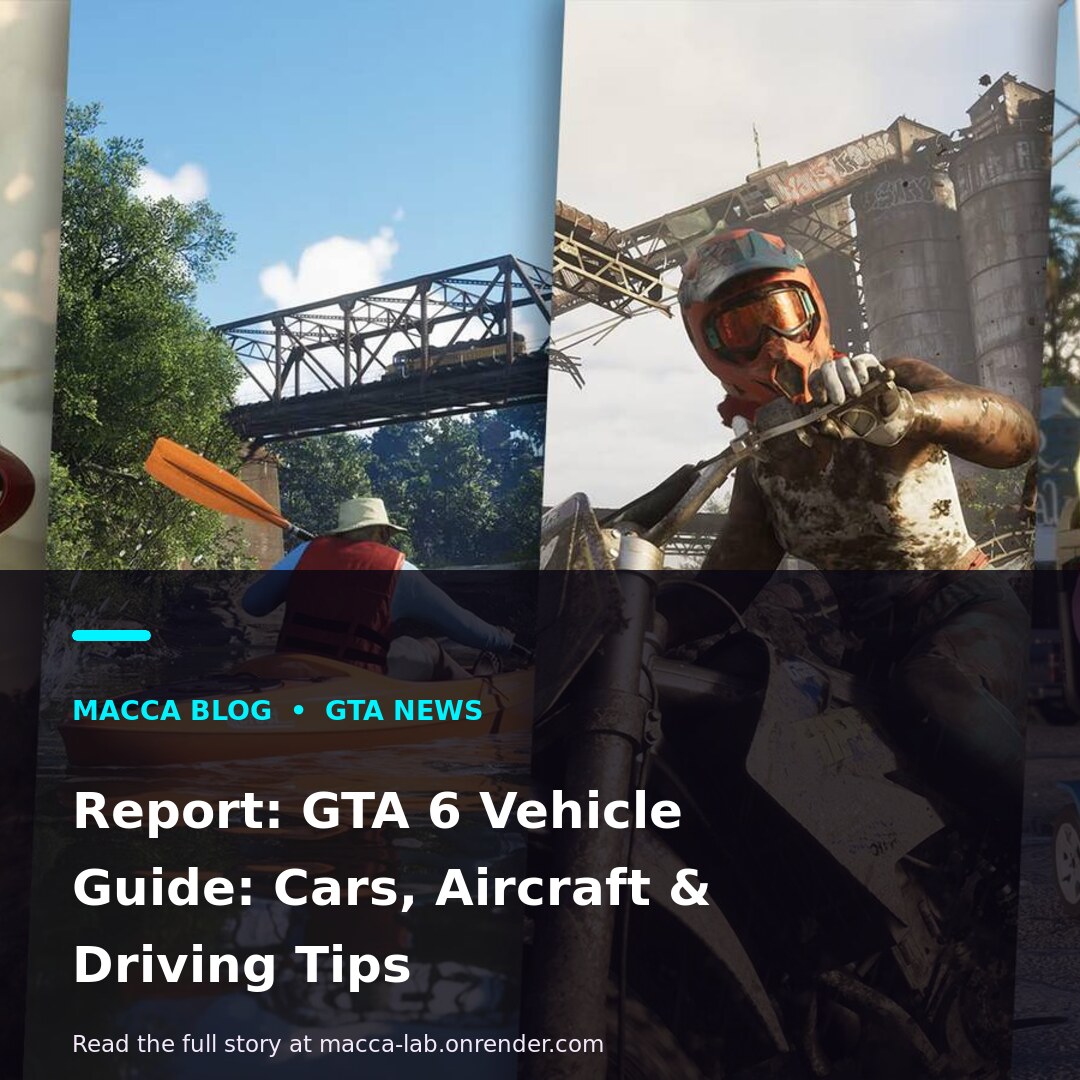 MACCA BLOG • GTA NEWS
Report: GTA 6 Vehicle
Guide: Cars, Aircraft &
Driving Tips
Read the full story at macca-lab.onrender.com